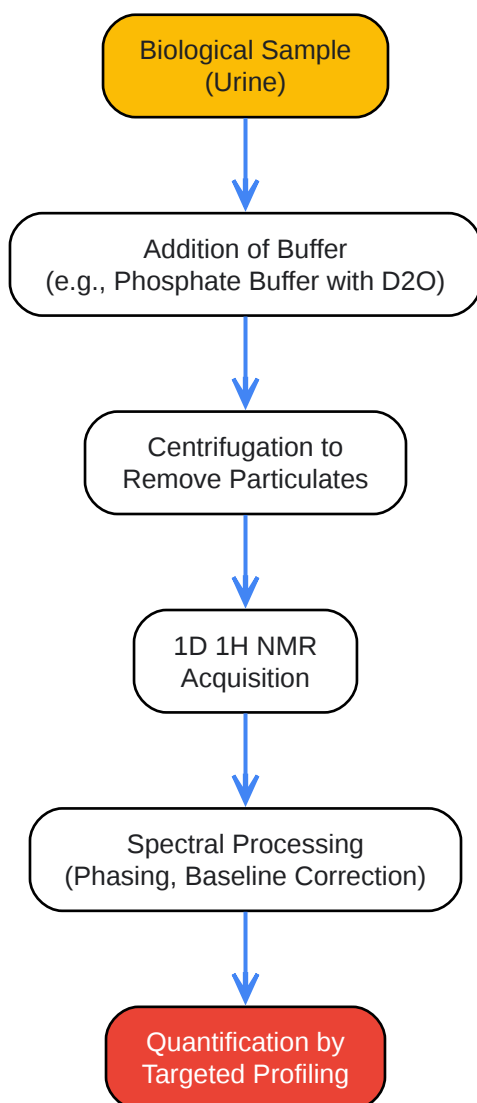 Biological Sample
(Urine)
Addition of Buffer
(e.g., Phosphate Buffer with D2O)
Centrifugation to
Remove Particulates
1D 1H NMR
Acquisition
Spectral Processing
(Phasing, Baseline Correction)
Quantification by
Targeted Profiling